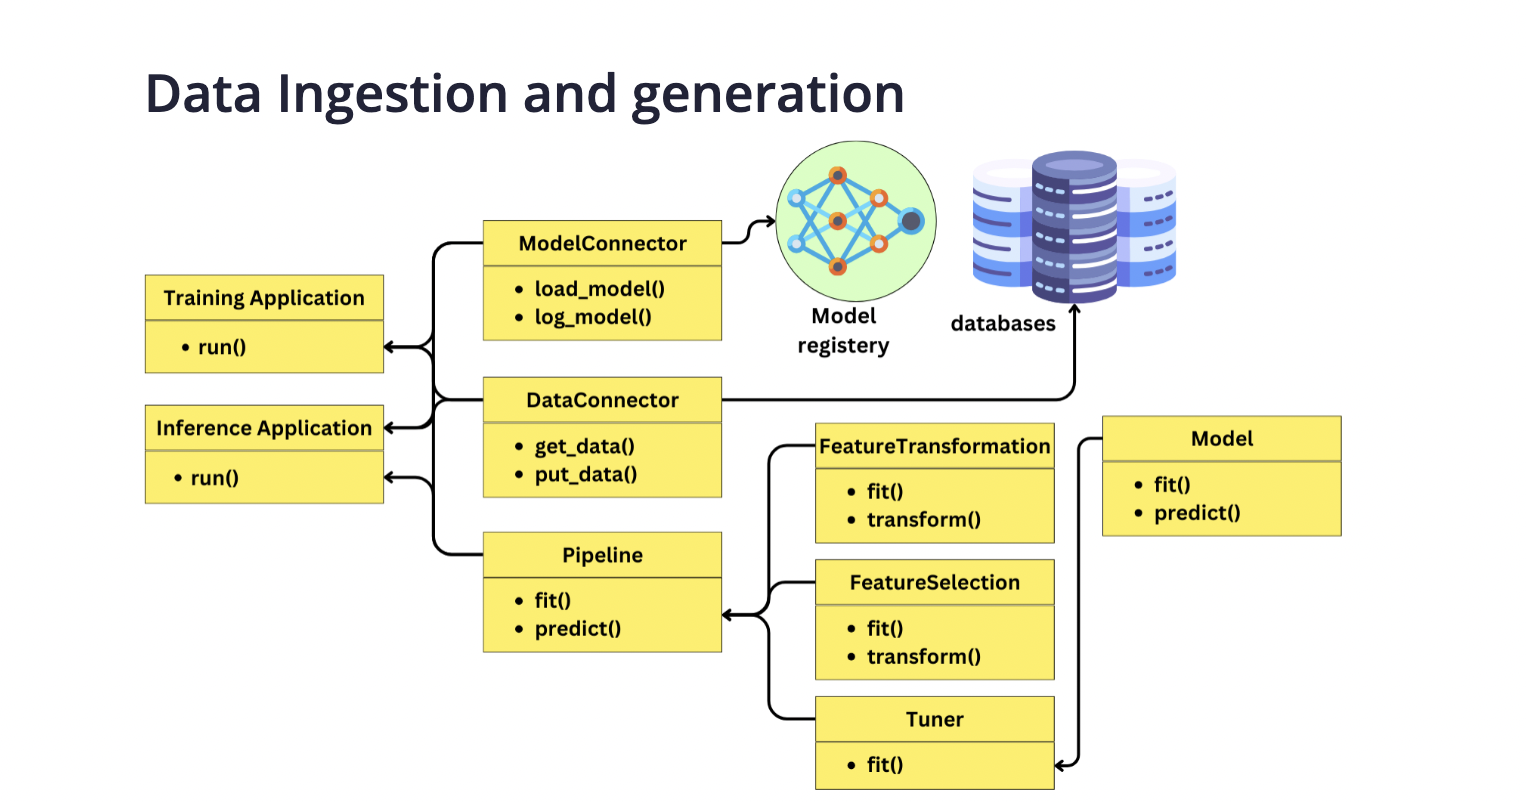 Data Ingestion and generation
ModelConnector
• load_model()
• log_model()
Model
registery
databases
Training Application
• run()
Inference Application
• run()
DataConnector
• get_data()
• put_data()
Pipeline
• fit()
• predict()
FeatureTransformation
• fit()
• transform()
FeatureSelection
• fit()
• transform()
Tuner
• fit()
Model
• fit()
• predict()